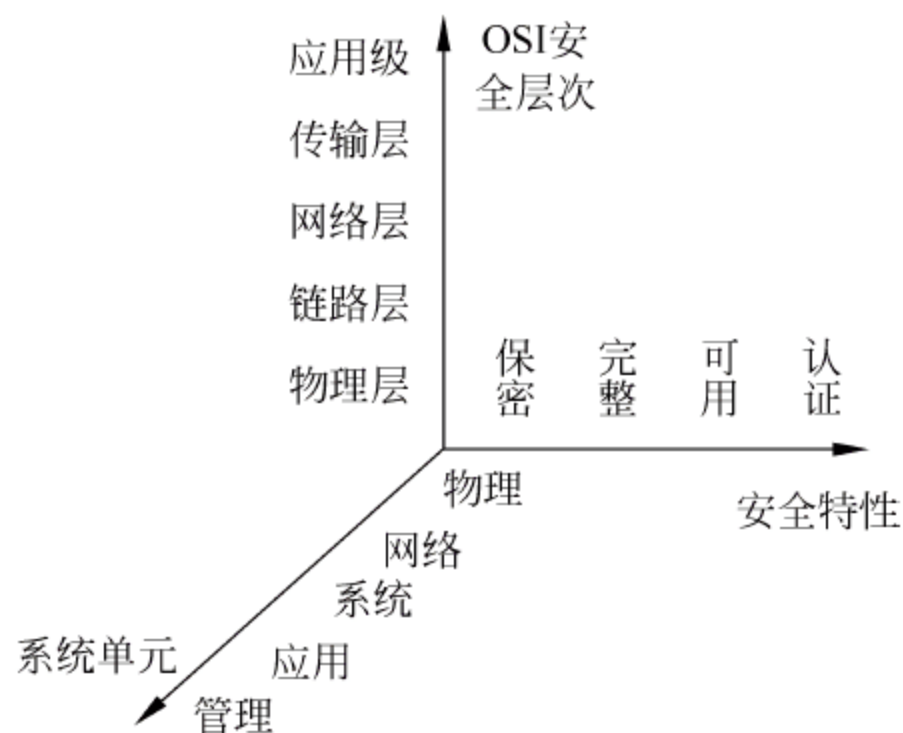 OSI安
全层次
应用级
传输层
网络层
链路层
物理层
保密
完整
可用
认证
安全特性
物理
网络
系统
应用
管理
系统单元